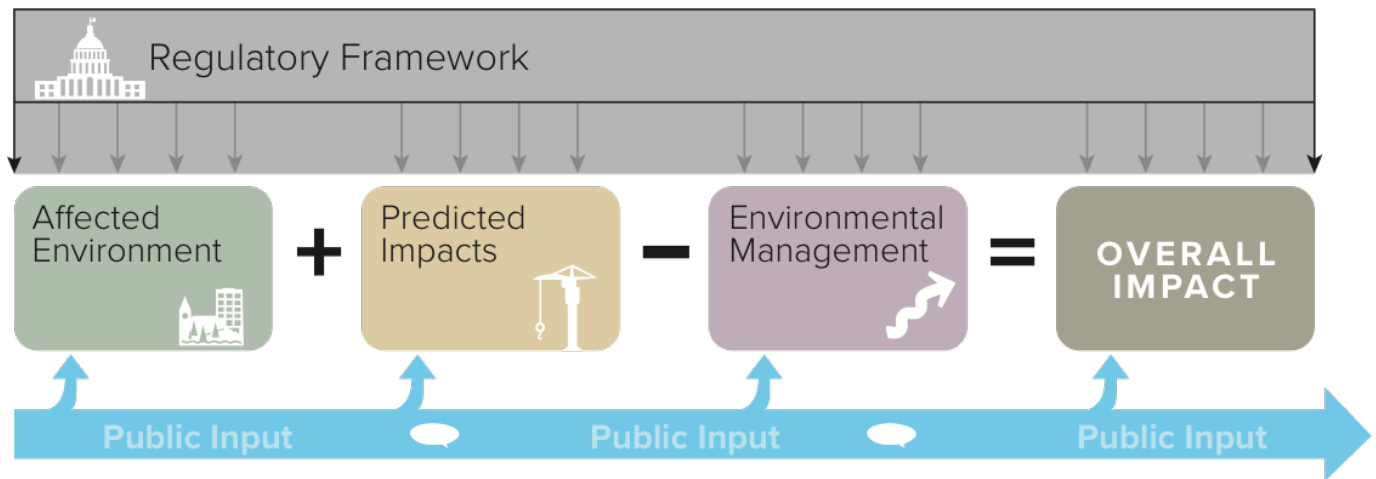 Regulatory Framework
Affected
Environment
+
Predicted
Impacts
−
Environmental
Management
=
OVERALL
IMPACT
Public Input
Public Input
Public Input